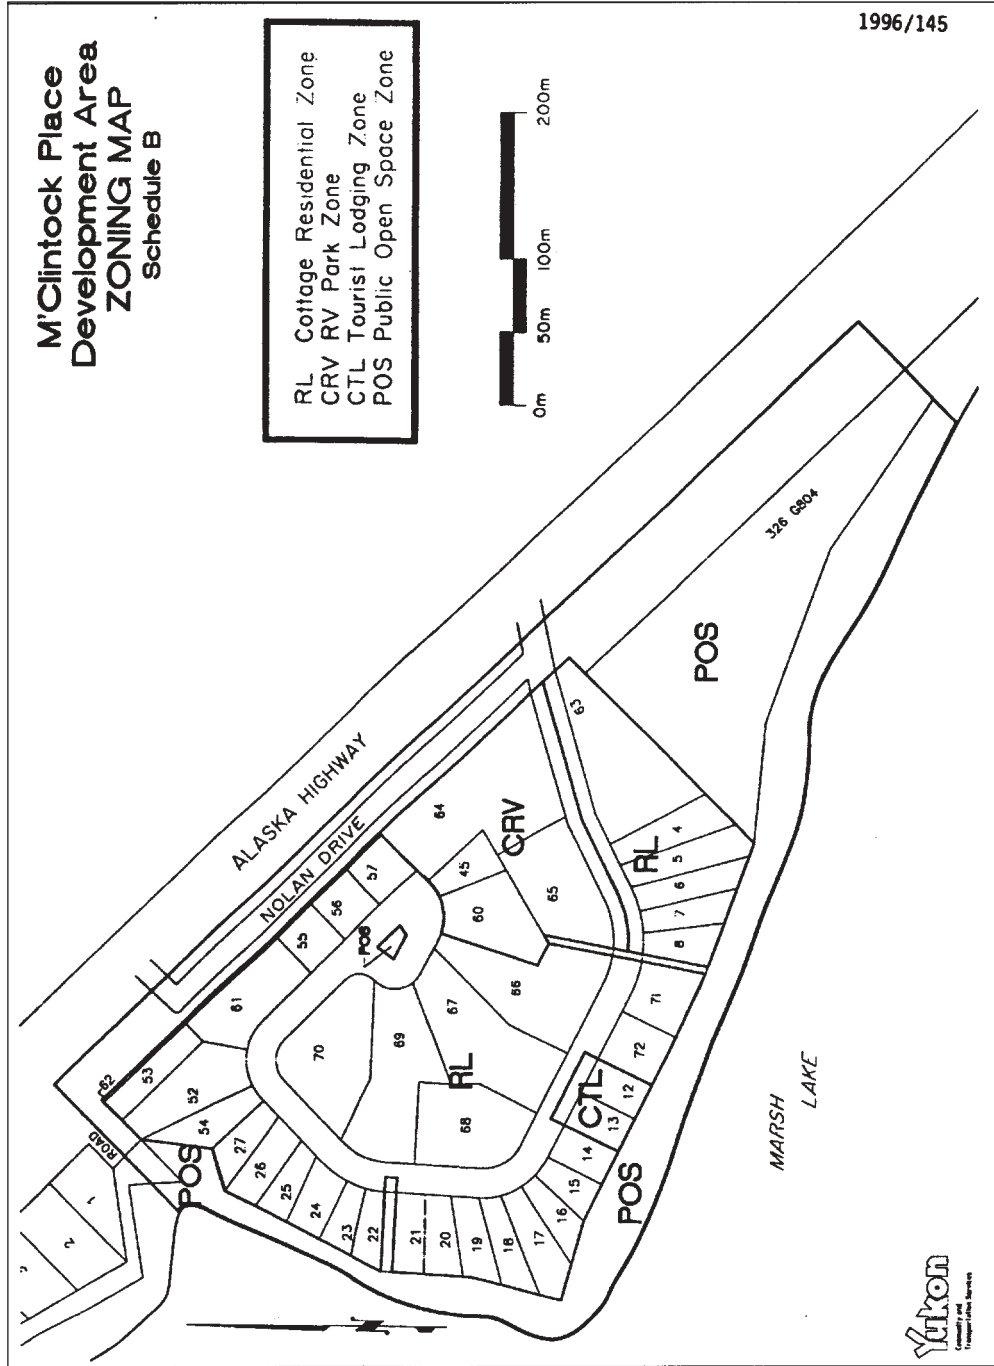 1996/145
M'Clintock Place
Development Area
ZONING MAP
Schedule B
RL Cottage Residential Zone
CRV RV Park Zone
CTL Tourist Lodging Zone
POS Public Open Space Zone
0m 50m 100m 200m
ALASKA HIGHWAY
NOLAN DRIVE
ROAD
326 G804
POS
63
64
CRV
57
56
55
45
60
65
POS
RL
4
5
6
7
8
61
62
53
52
54
70
69
67
66
RL
68
71
72
CTL
12
13
14
15
16
17
18
19
20
21
22
23
24
25
26
27
POS
POS
1
2
MARSH
LAKE
Yukon
Community and
Transportation Services